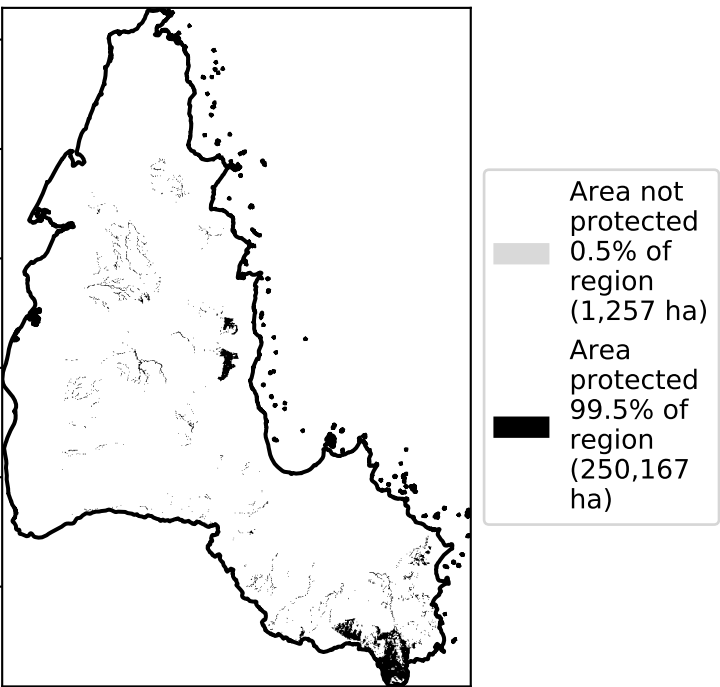 Area not
protected
0.5% of
region
(1,257 ha)
Area
protected
99.5% of
region
(250,167
ha)